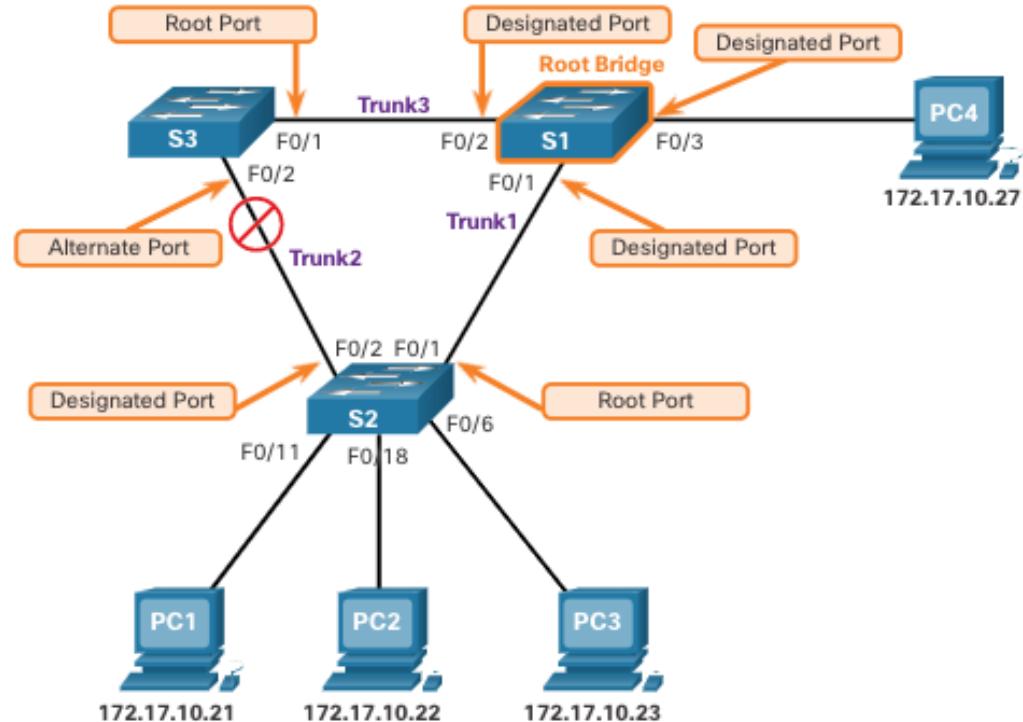 Root Port
Designated Port
Designated Port
Root Bridge
Trunk3
S3
F0/1
F0/2
S1
F0/3
PC4
F0/2
F0/1
172.17.10.27
Trunk1
Alternate Port
Designated Port
Trunk2
F0/2
F0/1
Designated Port
Root Port
S2
F0/6
F0/11
F0/18
PC1
PC2
PC3
172.17.10.21
172.17.10.22
172.17.10.23